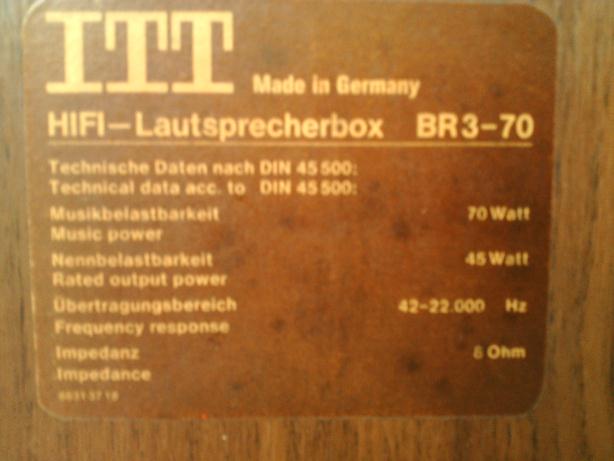 ITT Made in Germany
HIFI–Lautsprecherbox BR3-70
Technische Daten nach DIN 45 500:
Technical data acc. to DIN 45 500:
Musikbelastbarkeit 70 Watt
Music power
Nennbelastbarkeit 45 Watt
Rated output power
Übertragungsbereich 42-22.000 Hz
Frequency response
Impedanz Ohm
Impedance